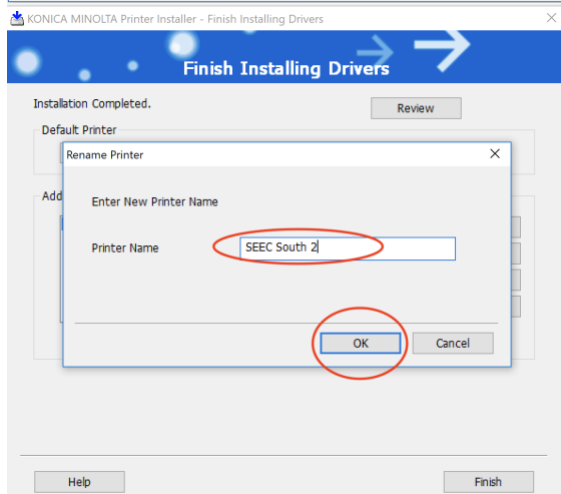 KONICA MINOLTA Printer Installer - Finish Installing Drivers
Finish Installing Drivers
Installation Completed.
Review
Default Printer
Rename Printer
Add
Enter New Printer Name
Printer Name
SEEC South 2
OK
Cancel
Help
Finish